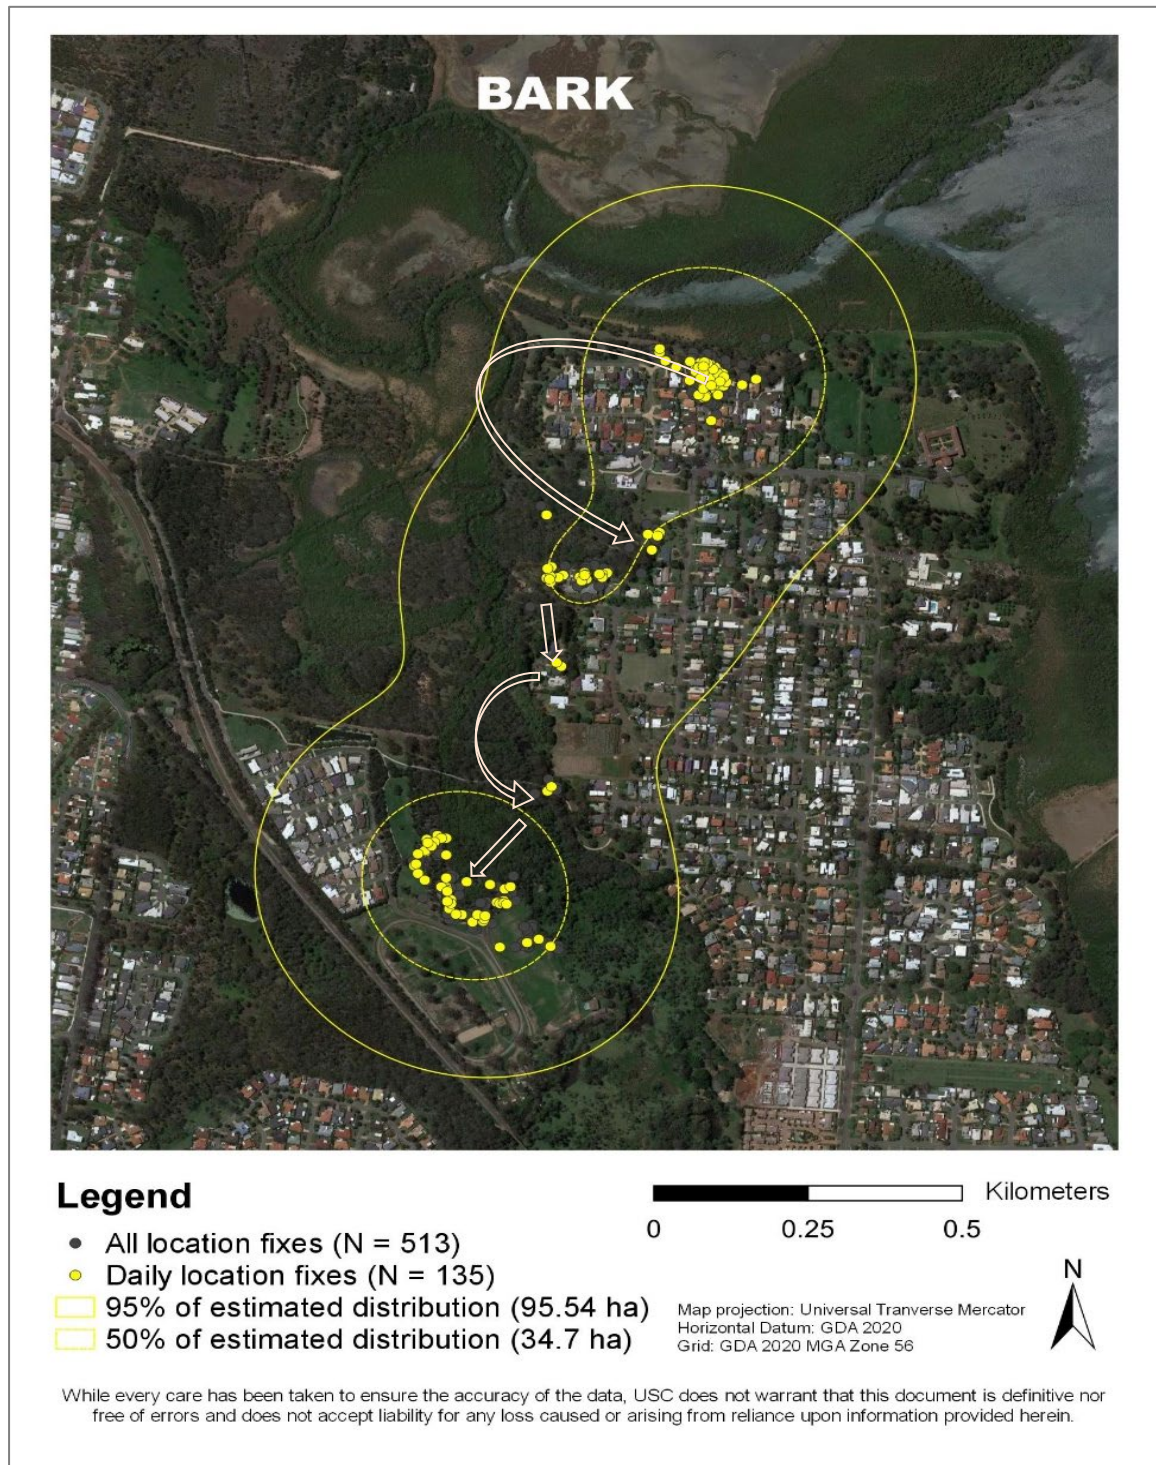 BARK
Legend
All location fixes (N = 513)
Daily location fixes (N = 135)
95% of estimated distribution (95.54 ha)
50% of estimated distribution (34.7 ha)
Kilometers
0 0.25 0.5
N
Map projection: Universal Tranverse Mercator
Horizontal Datum: GDA 2020
Grid: GDA 2020 MGA Zone 56
While every care has been taken to ensure the accuracy of the data, USC does not warrant that this document is definitive nor
free of errors and does not accept liability for any loss caused or arising from reliance upon information provided herein.